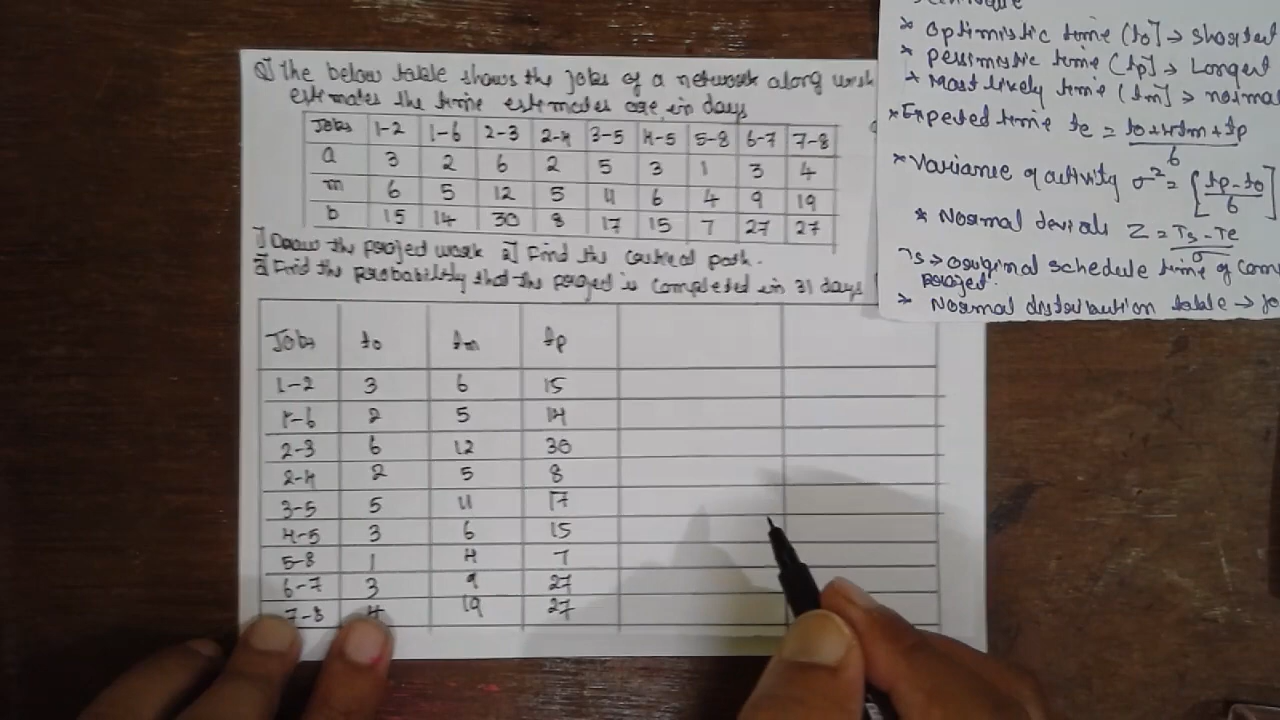 Q] The below table shows the jobs of a network along with
estimates the time estimates are in days
Jobs 1-2 1-6 2-3 2-4 3-5 4-5 5-8 6-7 7-8
a 3 2 6 2 5 3 1 3 4
m 6 5 12 5 11 6 4 9 19
b 15 14 30 8 17 15 7 27 27
1] Draw the project work 2] Find the critical path.
3] Find the probability that the project is completed in 31 days
Jobs to tm tp
1-2 3 6 15
1-6 2 5 14
2-3 6 12 30
2-4 2 5 8
3-5 5 11 17
4-5 3 6 15
5-8 1 4 7
6-7 3 9 27
7-8 4 19 27
* Optimistic time (to] → shortest
* pessimistic time (tp] → Longest
* Most likely time (tm] → normal
* Expected time te = to+4tm+tp
6
* Variance of activity σ² = [tp-to
6]
* Normal deviate Z = Ts - Te
σ
Ts → original schedule time of com
project.
* Normal distribution table →